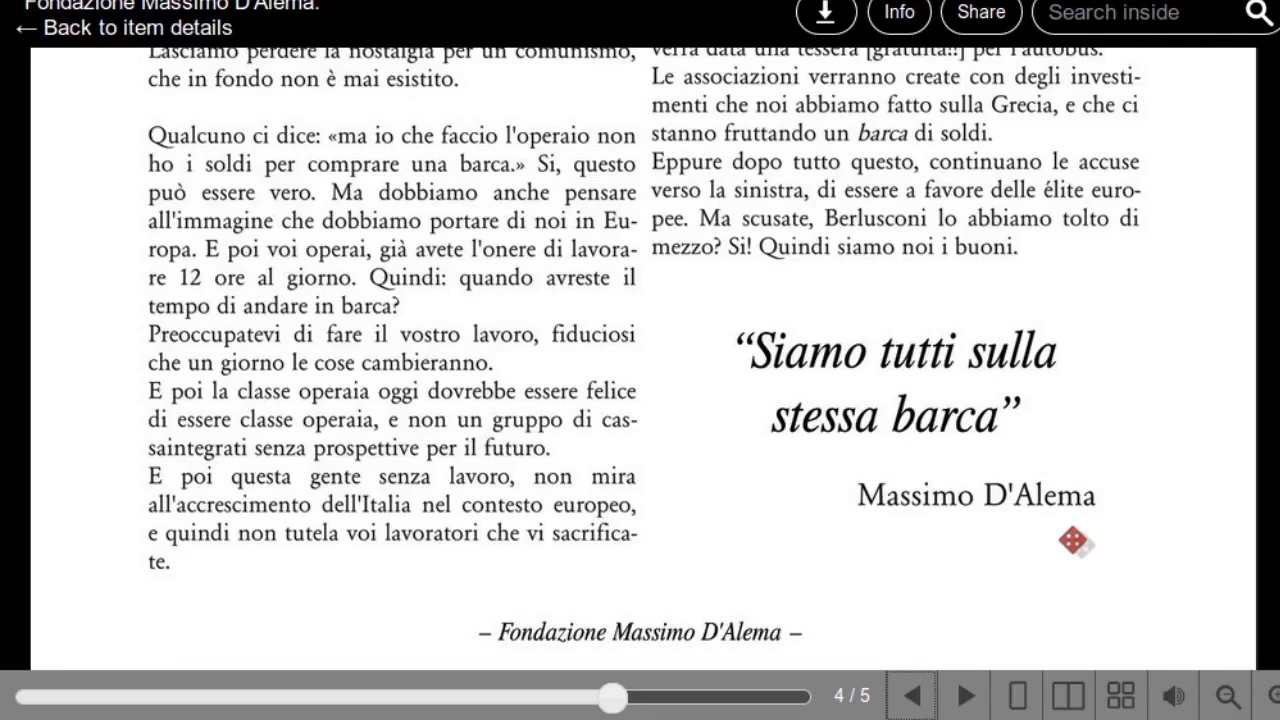 "Fondazione Massimo D'Alema."
← Back to item details
Info
Share
Search inside
Lasciamo perdere la nostalgia per un comunismo,
che in fondo non è mai esistito.
Qualcuno ci dice: «ma io che faccio l'operaio non
ho i soldi per comprare una barca.» Si, questo
può essere vero. Ma dobbiamo anche pensare
all'immagine che dobbiamo portare di noi in Eu-
ropa. E poi voi operai, già avete l'onere di lavora-
re 12 ore al giorno. Quindi: quando avreste il
tempo di andare in barca?
Preoccupatevi di fare il vostro lavoro, fiduciosi
che un giorno le cose cambieranno.
E poi la classe operaia oggi dovrebbe essere felice
di essere classe operaia, e non un gruppo di cas-
saintegrati senza prospettive per il futuro.
E poi questa gente senza lavoro, non mira
all'accrescimento dell'Italia nel contesto europeo,
e quindi non tutela voi lavoratori che vi sacrifica-
te.
verrà data una tessera [gratuita!!] per l'autobus.
Le associazioni verranno create con degli investi-
menti che noi abbiamo fatto sulla Grecia, e che ci
stanno fruttando un barca di soldi.
Eppure dopo tutto questo, continuano le accuse
verso la sinistra, di essere a favore delle élite euro-
pee. Ma scusate, Berlusconi lo abbiamo tolto di
mezzo? Si! Quindi siamo noi i buoni.
“Siamo tutti sulla
stessa barca”
Massimo D'Alema
– Fondazione Massimo D'Alema –
4 / 5